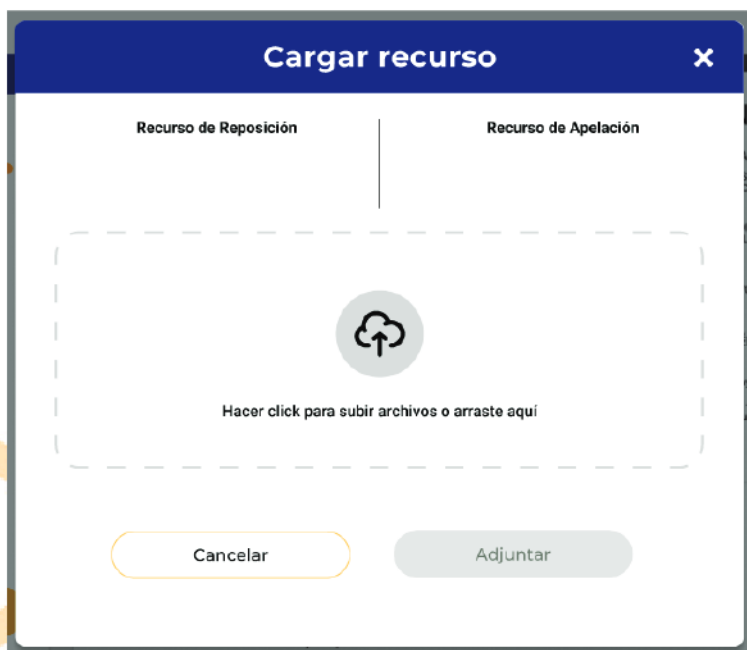 Cargar recurso
Recurso de Reposición
Recurso de Apelación
Hacer click para subir archivos o arraste aquí
Cancelar
Adjuntar